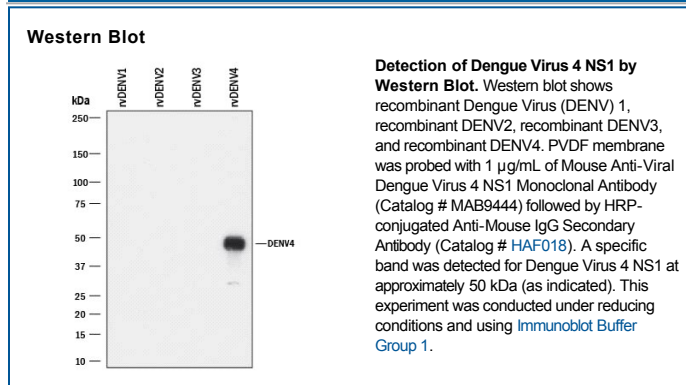 Western Blot
rvDENV1
rvDENV2
rvDENV3
rvDENV4
kDa
250
150
100
75
50
37
25
20
15
10
DENV4
Detection of Dengue Virus 4 NS1 by
Western Blot. Western blot shows
recombinant Dengue Virus (DENV) 1,
recombinant DENV2, recombinant DENV3,
and recombinant DENV4. PVDF membrane
was probed with 1 µg/mL of Mouse Anti-Viral
Dengue Virus 4 NS1 Monoclonal Antibody
(Catalog # MAB9444) followed by HRP-
conjugated Anti-Mouse IgG Secondary
Antibody (Catalog # HAF018). A specific
band was detected for Dengue Virus 4 NS1 at
approximately 50 kDa (as indicated). This
experiment was conducted under reducing
conditions and using Immunoblot Buffer
Group 1.